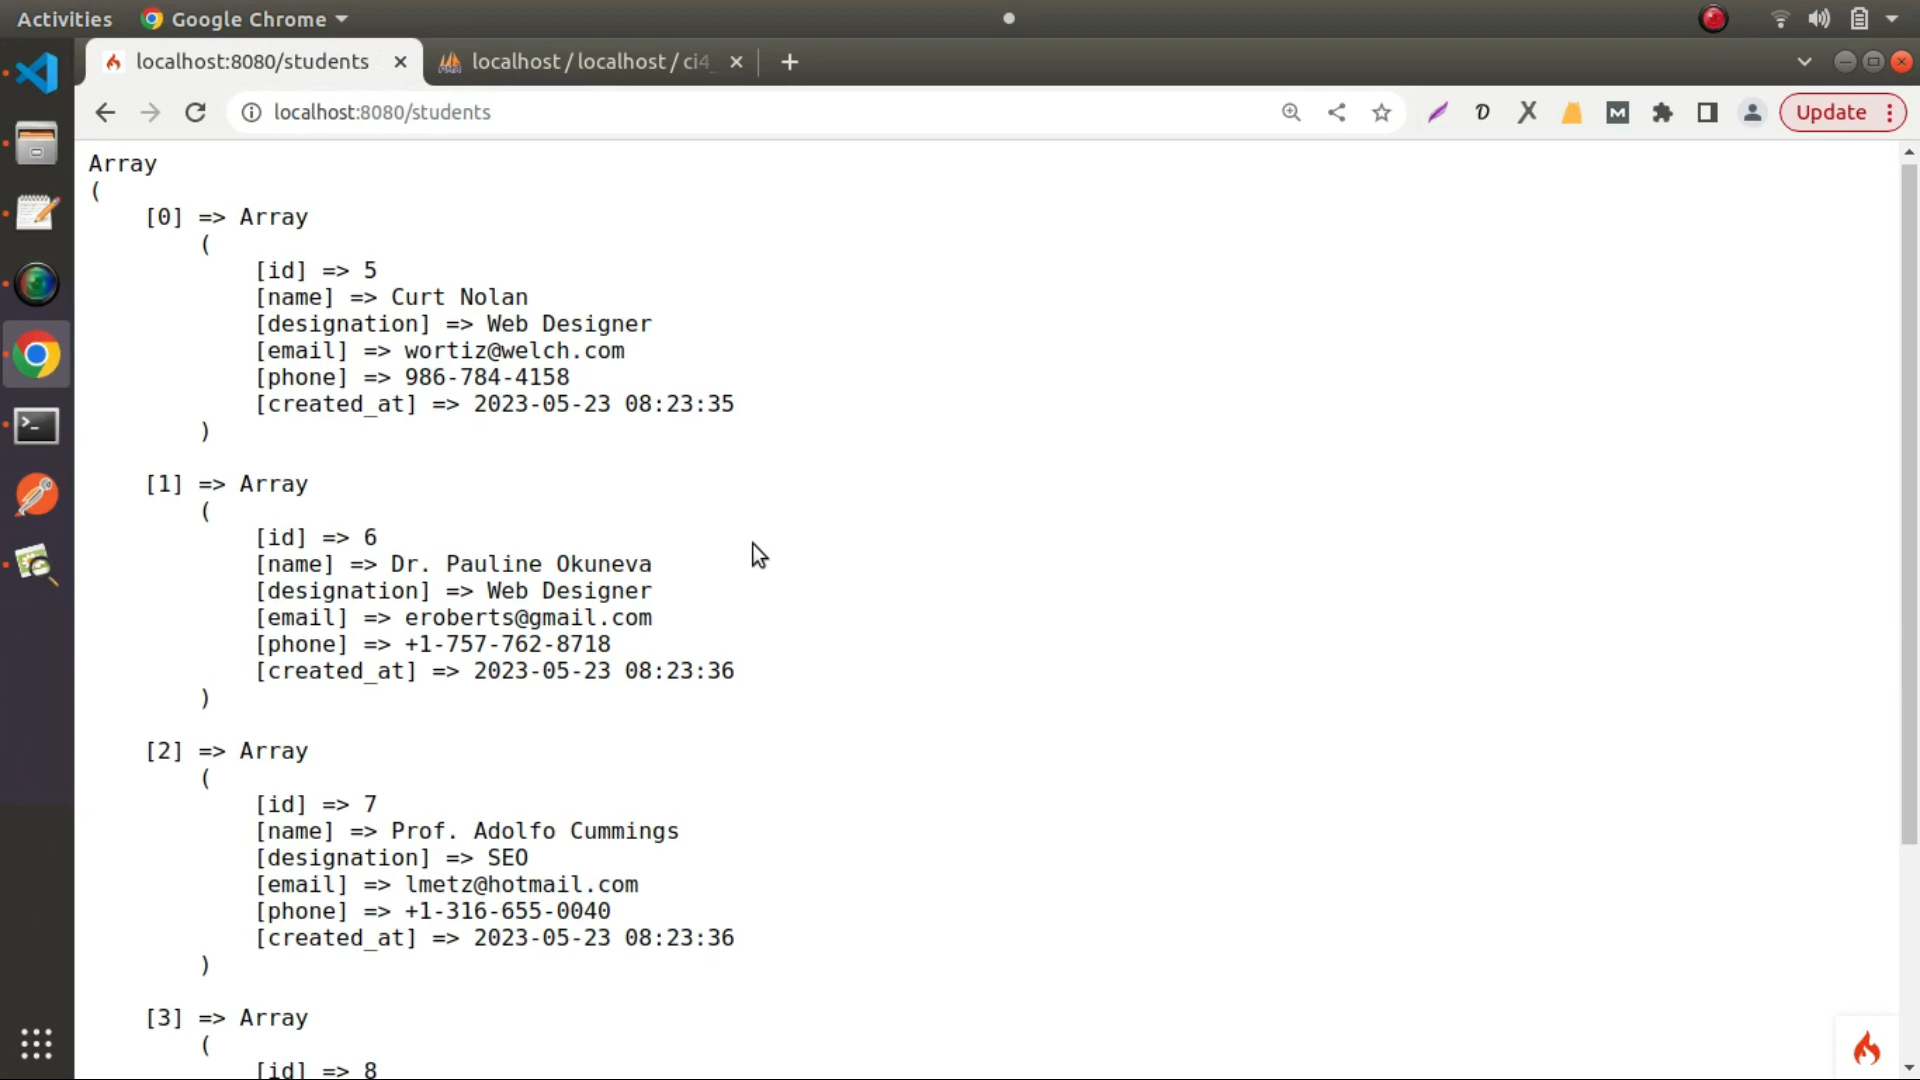 Activities
Google Chrome
localhost:8080/students
localhost / localhost / ci4_
localhost:8080/students
Update
Array
(
[0] => Array
(
[id] => 5
[name] => Curt Nolan
[designation] => Web Designer
[email] => wortiz@welch.com
[phone] => 986-784-4158
[created_at] => 2023-05-23 08:23:35
)
[1] => Array
(
[id] => 6
[name] => Dr. Pauline Okuneva
[designation] => Web Designer
[email] => eroberts@gmail.com
[phone] => +1-757-762-8718
[created_at] => 2023-05-23 08:23:36
)
[2] => Array
(
[id] => 7
[name] => Prof. Adolfo Cummings
[designation] => SEO
[email] => lmetz@hotmail.com
[phone] => +1-316-655-0040
[created_at] => 2023-05-23 08:23:36
)
[3] => Array
(
[id] => 8